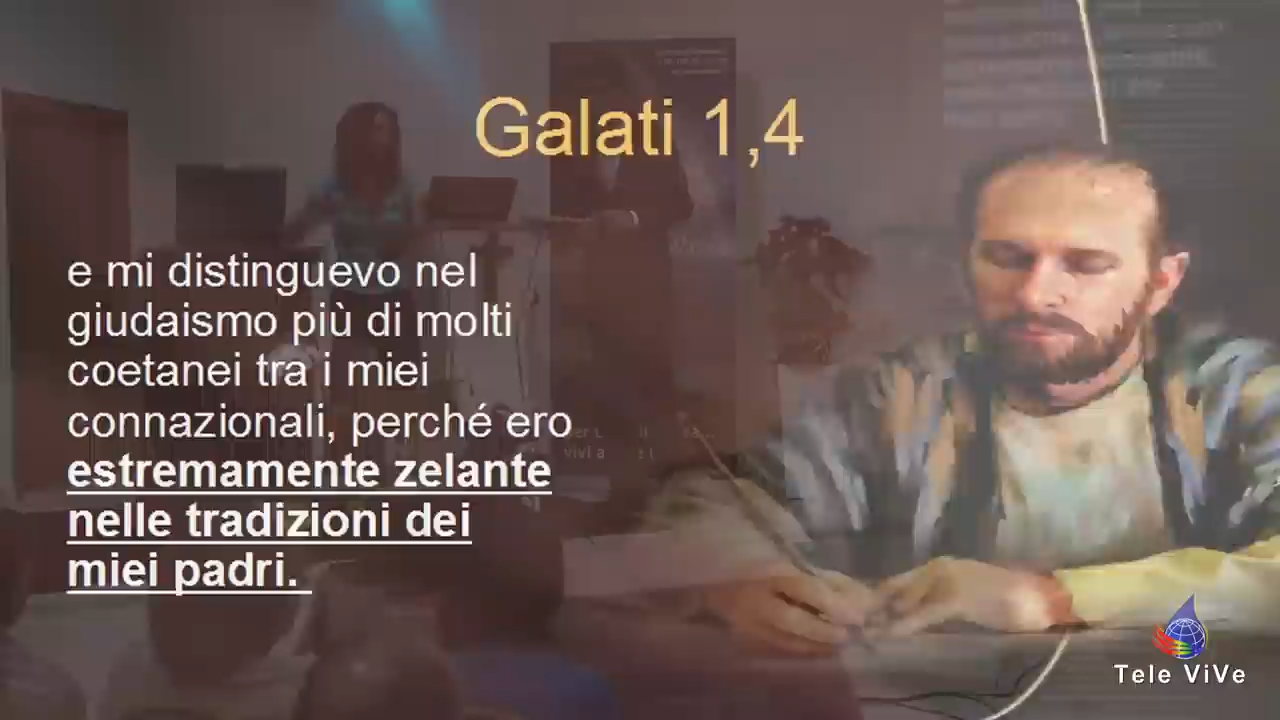 Galati 1,4
e mi distinguevo nel
giudaismo più di molti
coetanei tra i miei
connazionali, perché ero
estremamente zelante
nelle tradizioni dei
miei padri.
Tele ViVe